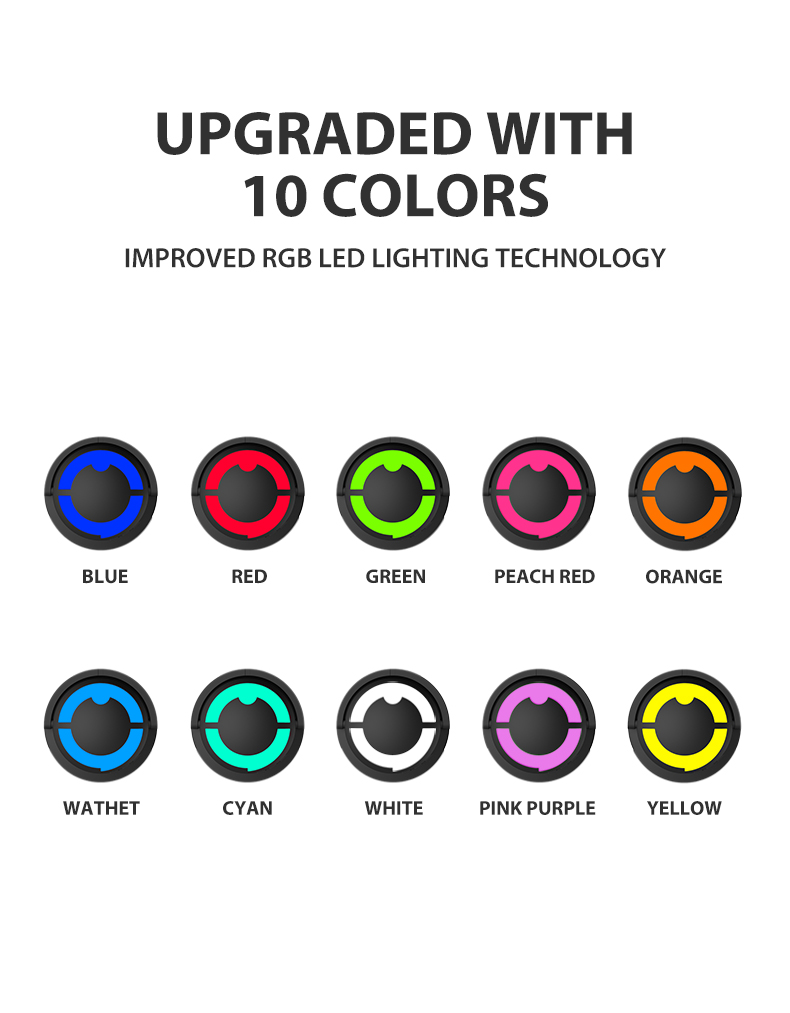 UPGRADED WITH
10 COLORS
IMPROVED RGB LED LIGHTING TECHNOLOGY
BLUE
RED
GREEN
PEACH RED
ORANGE
WATHET
CYAN
WHITE
PINK PURPLE
YELLOW